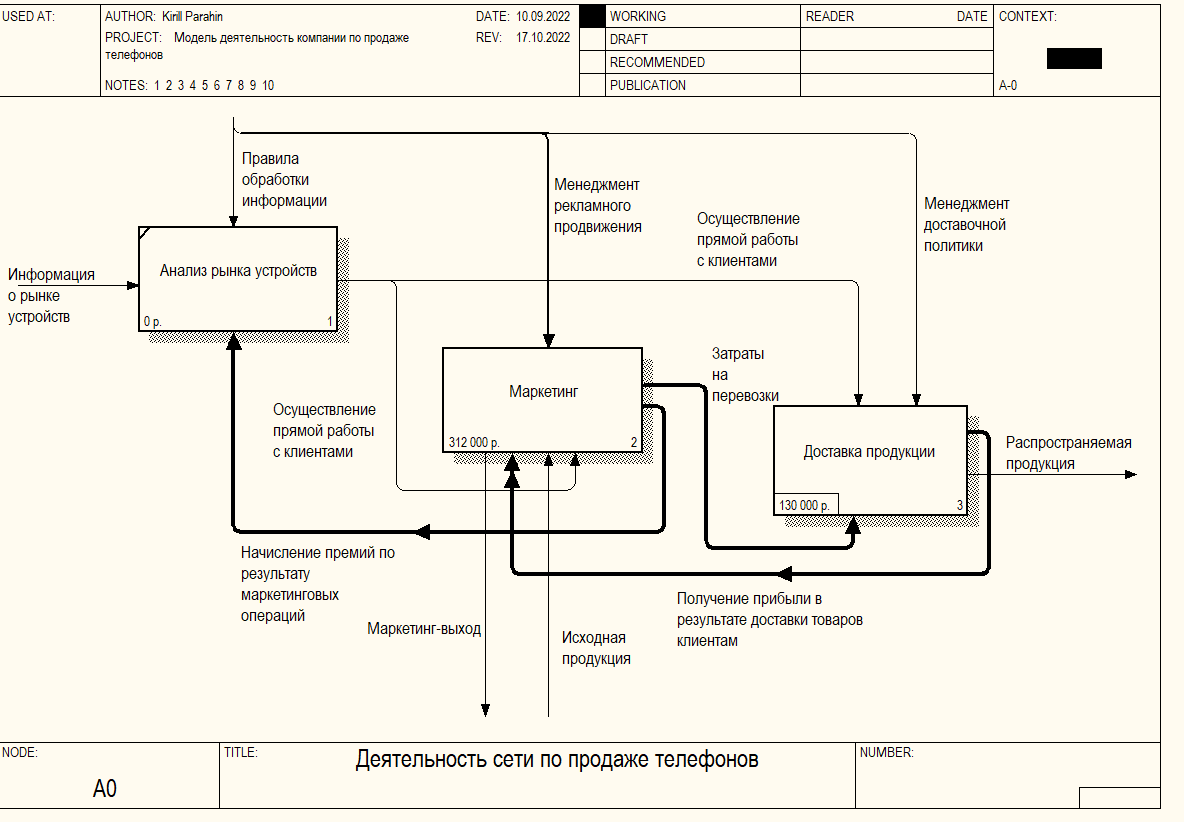 USED AT:
AUTHOR: Kirill Parahin
DATE: 10.09.2022
PROJECT: Модель деятельность компании по продаже
телефонов
REV: 17.10.2022
NOTES: 1 2 3 4 5 6 7 8 9 10
WORKING
DRAFT
RECOMMENDED
PUBLICATION
READER
DATE
CONTEXT:
A-0
Правила
обработки
информации
Менеджмент
рекламного
продвижения
Осуществление
прямой работы
с клиентами
Менеджмент
доставочной
политики
Информация
о рынке
устройств
Анализ рынка устройств
0 р.
1
Затраты
на
перевозки
Маркетинг
312 000 р.
2
Осуществление
прямой работы
с клиентами
Доставка продукции
130 000 р.
3
Распространяемая
продукция
Начисление премий по
результату
маркетинговых
операций
Маркетинг-выход
Исходная
продукция
Получение прибыли в
результате доставки товаров
клиентам
NODE:
A0
TITLE:
Деятельность сети по продаже телефонов
NUMBER: